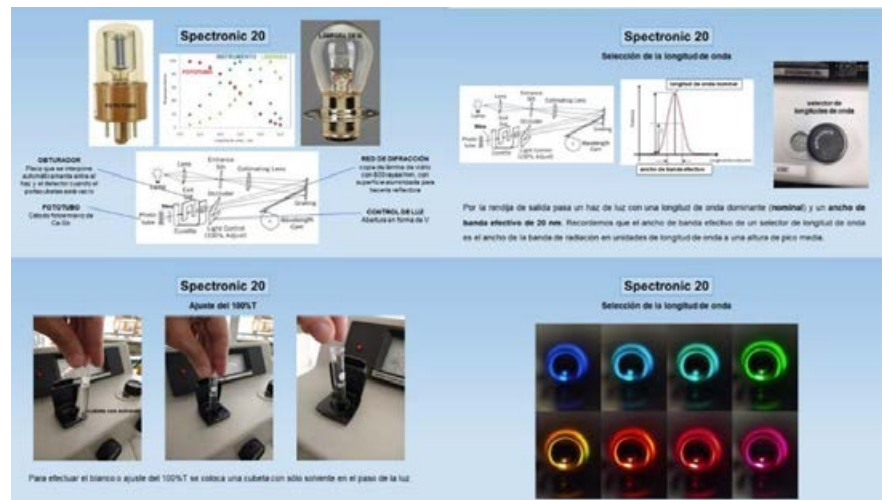 Spectronic 20
LÁMPARA DE W
INSTRUMENTO
LÁMPARA
FOTOTUBO
FOTOTUBO
OBTURADOR
Placa que se interpone
automáticamente entre el
haz y el detector cuando el
portacubetas está vacío
FOTOTUBO
Cátodo fotoemisivo de
Cs-Sb
Lamp
Lens
Entrance
Slit
Collimating Lens
Exit
Slit
Occluder
Grating
Photo
tube
Cuvette
Light Control
(100% Adjust)
Wavelength
Cam
RED DE DIFRACCIÓN
copia de lámina de vidrio
con 600 rayas/mm, con
superficie aluminizada para
hacerla reflectora
CONTROL DE LUZ
Abertura en forma de V
Spectronic 20
Selección de la longitud de onda
longitud de onda nominal
ancho de banda efectivo
selector de
longitudes de onda
Por la rendija de salida pasa un haz de luz con una longitud de onda dominante (nominal) y un ancho de
banda efectivo de 20 nm. Recordemos que el ancho de banda efectivo de un selector de longitud de onda
es el ancho de la banda de radiación en unidades de longitud de onda a una altura de pico media.
Spectronic 20
Ajuste del 100%T
cubeta con solvente
Para efectuar el blanco o ajuste del 100%T se coloca una cubeta con sólo solvente en el paso de la luz
Spectronic 20
Selección de la longitud de onda